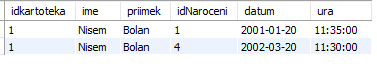 idkartoteka ime priimek idNaroceni datum ura
1 Nisem Bolan 1 2001-01-20 11:35:00
1 Nisem Bolan 4 2002-03-20 11:30:00